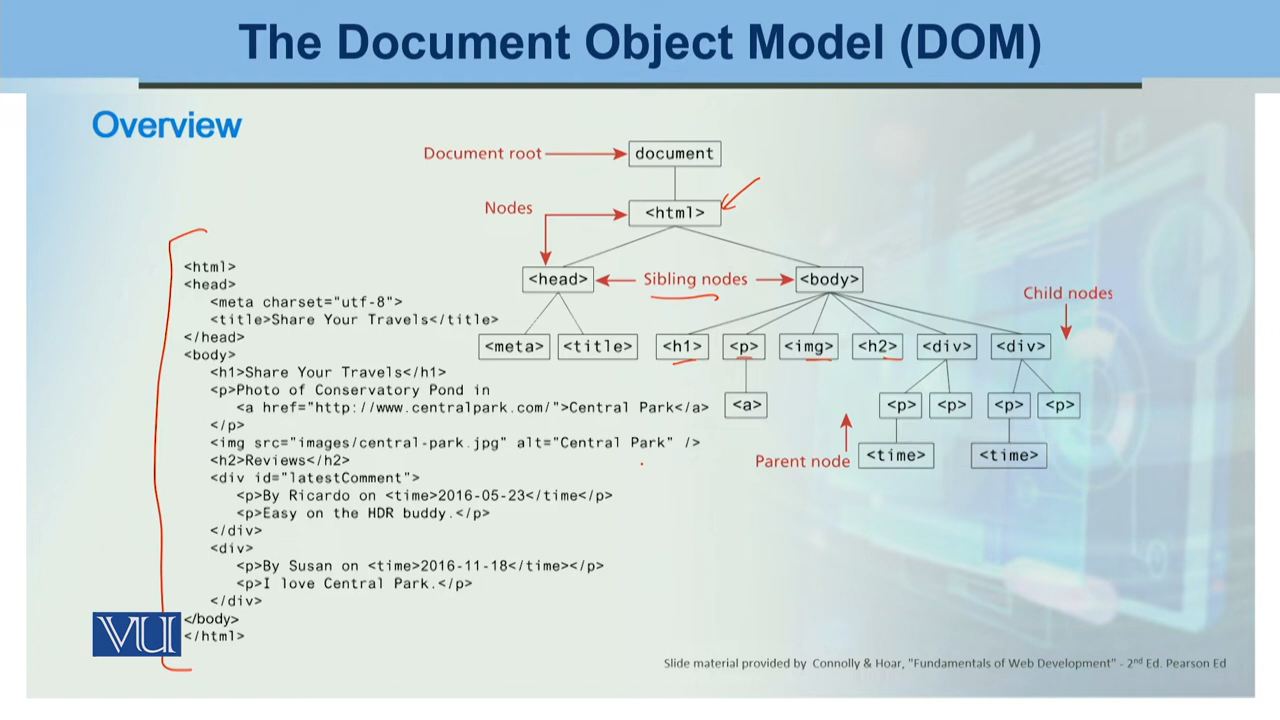 The Document Object Model (DOM)
Overview
Document root
document
Nodes
<html>
<head>
Sibling nodes
<body>
Child nodes
<meta>
<title>
<h1>
<p>
<img>
<h2>
<div>
<div>
<a>
<p>
<p>
<p>
<p>
Parent node
<time>
<time>
<html>
<head>
<meta charset="utf-8">
<title>Share Your Travels</title>
</head>
<body>
<h1>Share Your Travels</h1>
<p>Photo of Conservatory Pond in
<a href="http://www.centralpark.com/">Central Park</a>
</p>
<img src="images/central-park.jpg" alt="Central Park" />
<h2>Reviews</h2>
<div id="latestComment">
<p>By Ricardo on <time>2016-05-23</time</p>
<p>Easy on the HDR buddy.</p>
</div>
<div>
<p>By Susan on <time>2016-11-18</time></p>
<p>I love Central Park.</p>
</div>
</body>
</html>
VU
Slide material provided by Connolly & Hoar, "Fundamentals of Web Development" - 2nd Ed. Pearson Ed